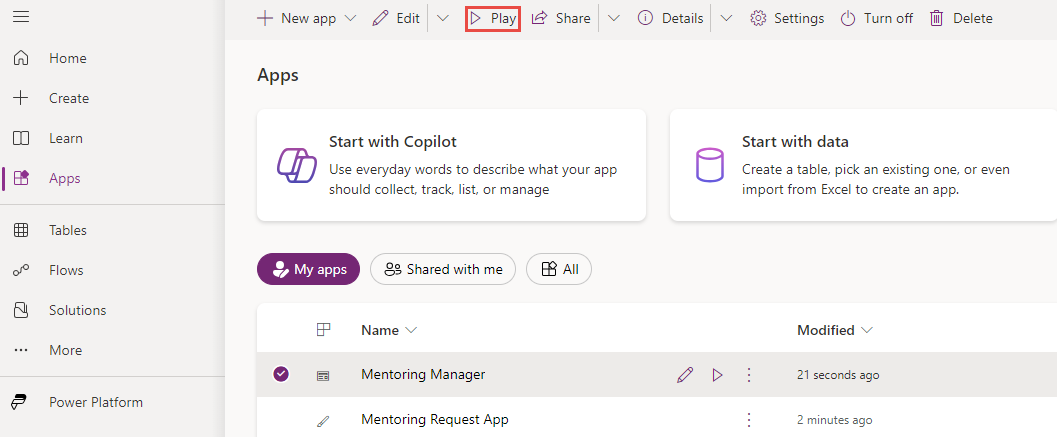 New app Edit Play Share Details Settings Turn off Delete
Home
Create
Learn
Apps
Tables
Flows
Solutions
More
Power Platform
Apps
Start with Copilot
Use everyday words to describe what your app
should collect, track, list, or manage
Start with data
Create a table, pick an existing one, or even
import from Excel to create an app.
My apps Shared with me All
Name Modified
Mentoring Manager 21 seconds ago
Mentoring Request App 2 minutes ago